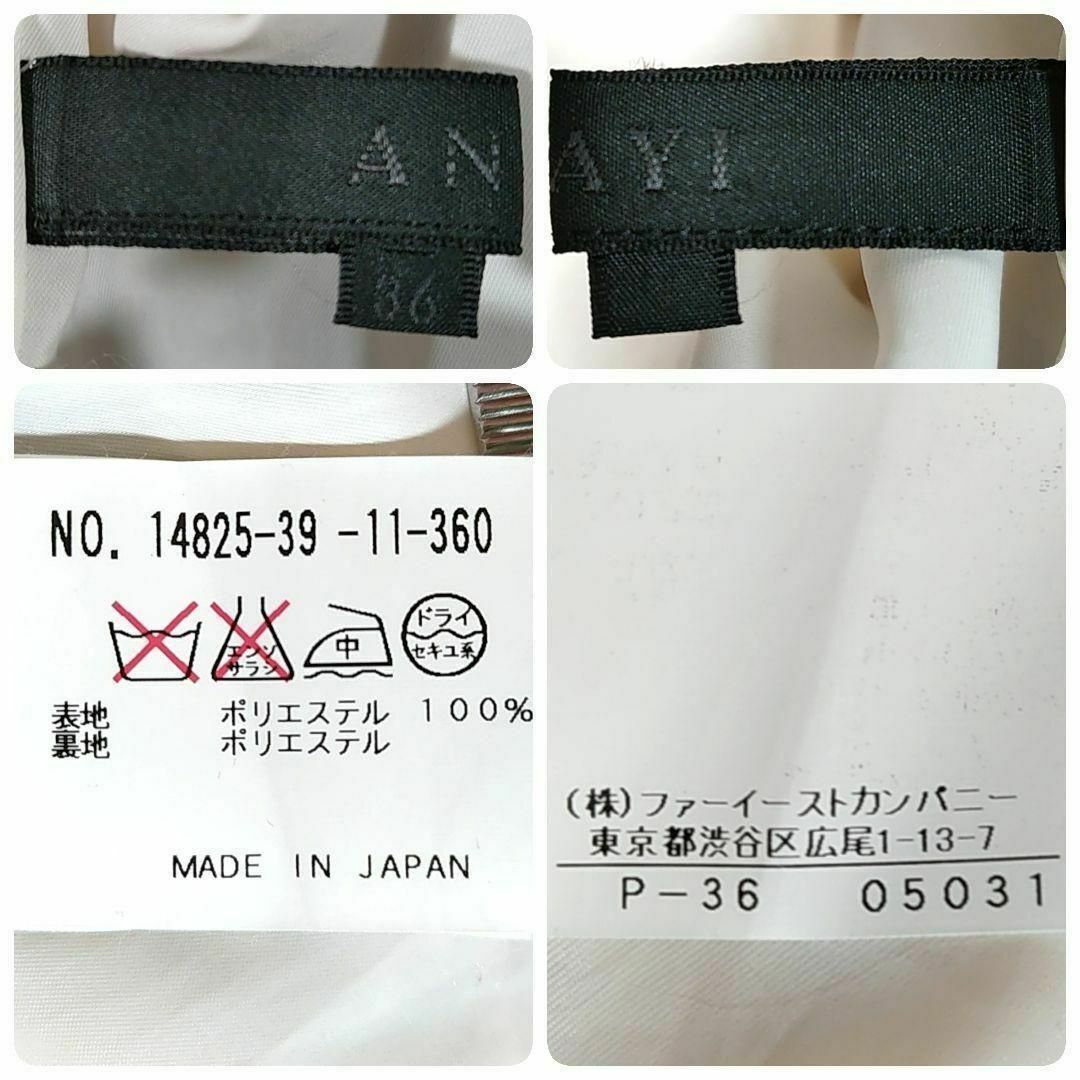 AN
36
AYI
NO. 14825-39 -11-360
エンソサラシ
中
ドライ
セキユ系
表地 ポリエステル 100%
裏地 ポリエステル
MADE IN JAPAN
(株)ファーイーストカンパニー
東京都渋谷区広尾1-13-7
P-36 05031